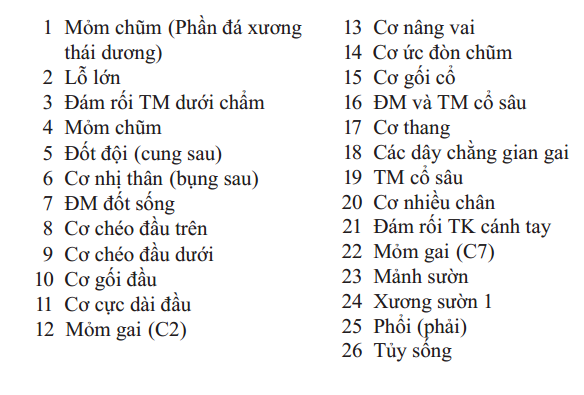 1 Mỏm chũm (Phần đá xương
thái dương)
2 Lỗ lớn
3 Đám rối TM dưới chẩm
4 Mỏm chũm
5 Đốt đội (cung sau)
6 Cơ nhị thân (bụng sau)
7 ĐM đốt sống
8 Cơ chéo đầu trên
9 Cơ chéo đầu dưới
10 Cơ gối đầu
11 Cơ cực dài đầu
12 Mỏm gai (C2)
13 Cơ nâng vai
14 Cơ ức đòn chũm
15 Cơ gối cổ
16 ĐM và TM cổ sâu
17 Cơ thang
18 Các dây chằng gian gai
19 TM cổ sâu
20 Cơ nhiều chân
21 Đám rối TK cánh tay
22 Mỏm gai (C7)
23 Mảnh sườn
24 Xương sườn 1
25 Phổi (phải)
26 Tủy sống